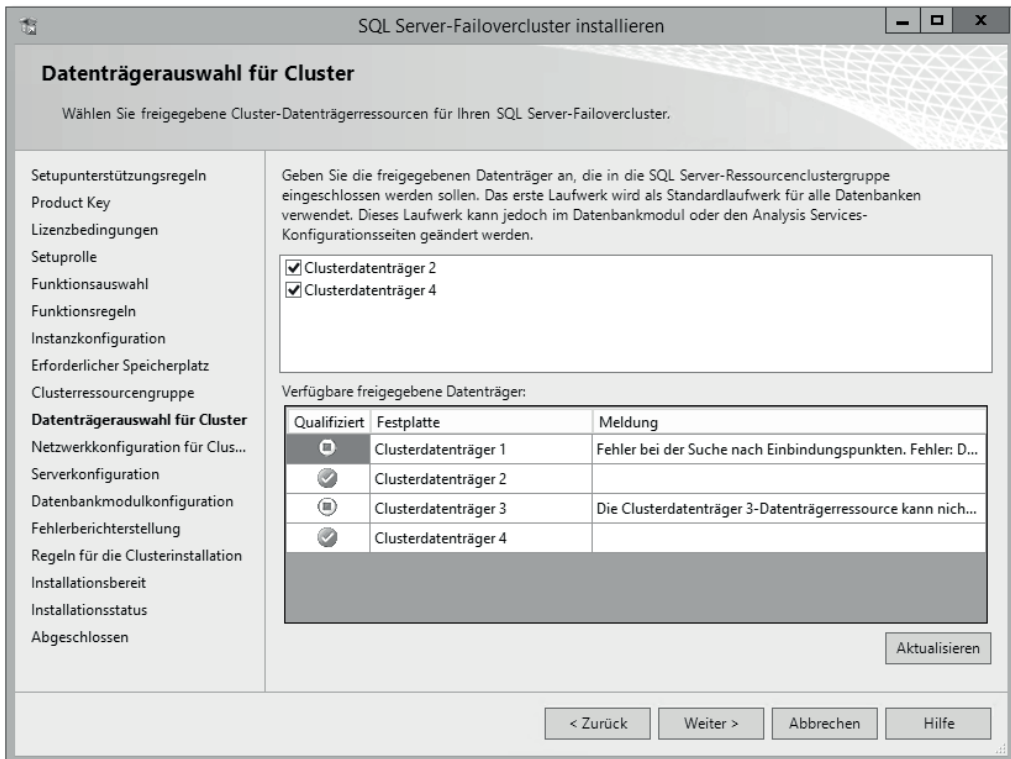 SQL Server-Failovercluster installieren
Datenträgerauswahl für Cluster
Wählen Sie freigegebene Cluster-Datenträgerressourcen für Ihren SQL Server-Failovercluster.
Setupunterstützungsregeln
Product Key
Lizenzbedingungen
Setuprolle
Funktionsauswahl
Funktionsregeln
Instanzkonfiguration
Erforderlicher Speicherplatz
Clusterressourcengruppe
Datenträgerauswahl für Cluster
Netzwerkkonfiguration für Clus...
Serverkonfiguration
Datenbankmodulkonfiguration
Fehlerberichterstellung
Regeln für die Clusterinstallation
Installationsbereit
Installationsstatus
Abgeschlossen
Geben Sie die freigegebenen Datenträger an, die in die SQL Server-Ressourcenclustergruppe
eingeschlossen werden sollen. Das erste Laufwerk wird als Standardlaufwerk für alle Datenbanken
verwendet. Dieses Laufwerk kann jedoch im Datenbankmodul oder den Analysis Services-
Konfigurationsseiten geändert werden.
Clusterdatenträger 2
Clusterdatenträger 4
Verfügbare freigegebene Datenträger:
Qualifiziert Festplatte Meldung
Clusterdatenträger 1 Fehler bei der Suche nach Einbindungspunkten. Fehler: D...
Clusterdatenträger 2
Clusterdatenträger 3 Die Clusterdatenträger 3-Datenträgerressource kann nich...
Clusterdatenträger 4
Aktualisieren
< Zurück Weiter > Abbrechen Hilfe